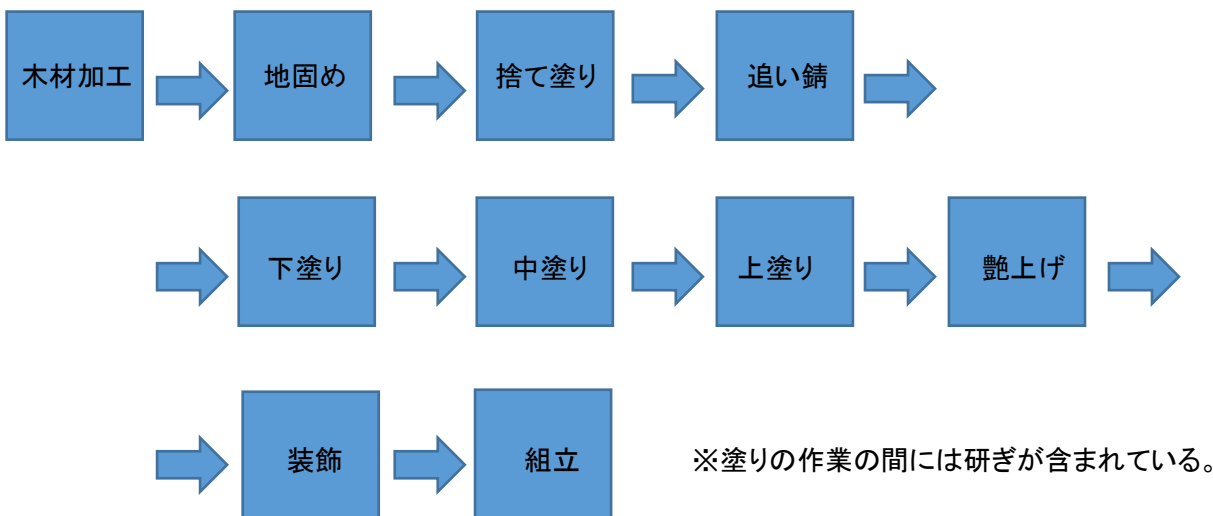 木材加工
地固め
捨て塗り
追い錆
下塗り
中塗り
上塗り
艶上げ
装飾
組立
※塗りの作業の間には研ぎが含まれている。